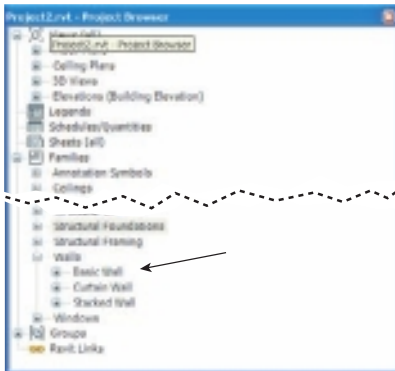 Project2.rvt - Project Browser
Project2.rvt - Project Browser
Ceiling Plans
3D Views
Elevations (Building Elevation)
Legends
Schedules/Quantities
Sheets (all)
Families
Annotation Symbols
Ceilings
Structural Foundations
Structural Framing
Walls
Basic Wall
Curtain Wall
Stacked Wall
Windows
Groups
Revit Links